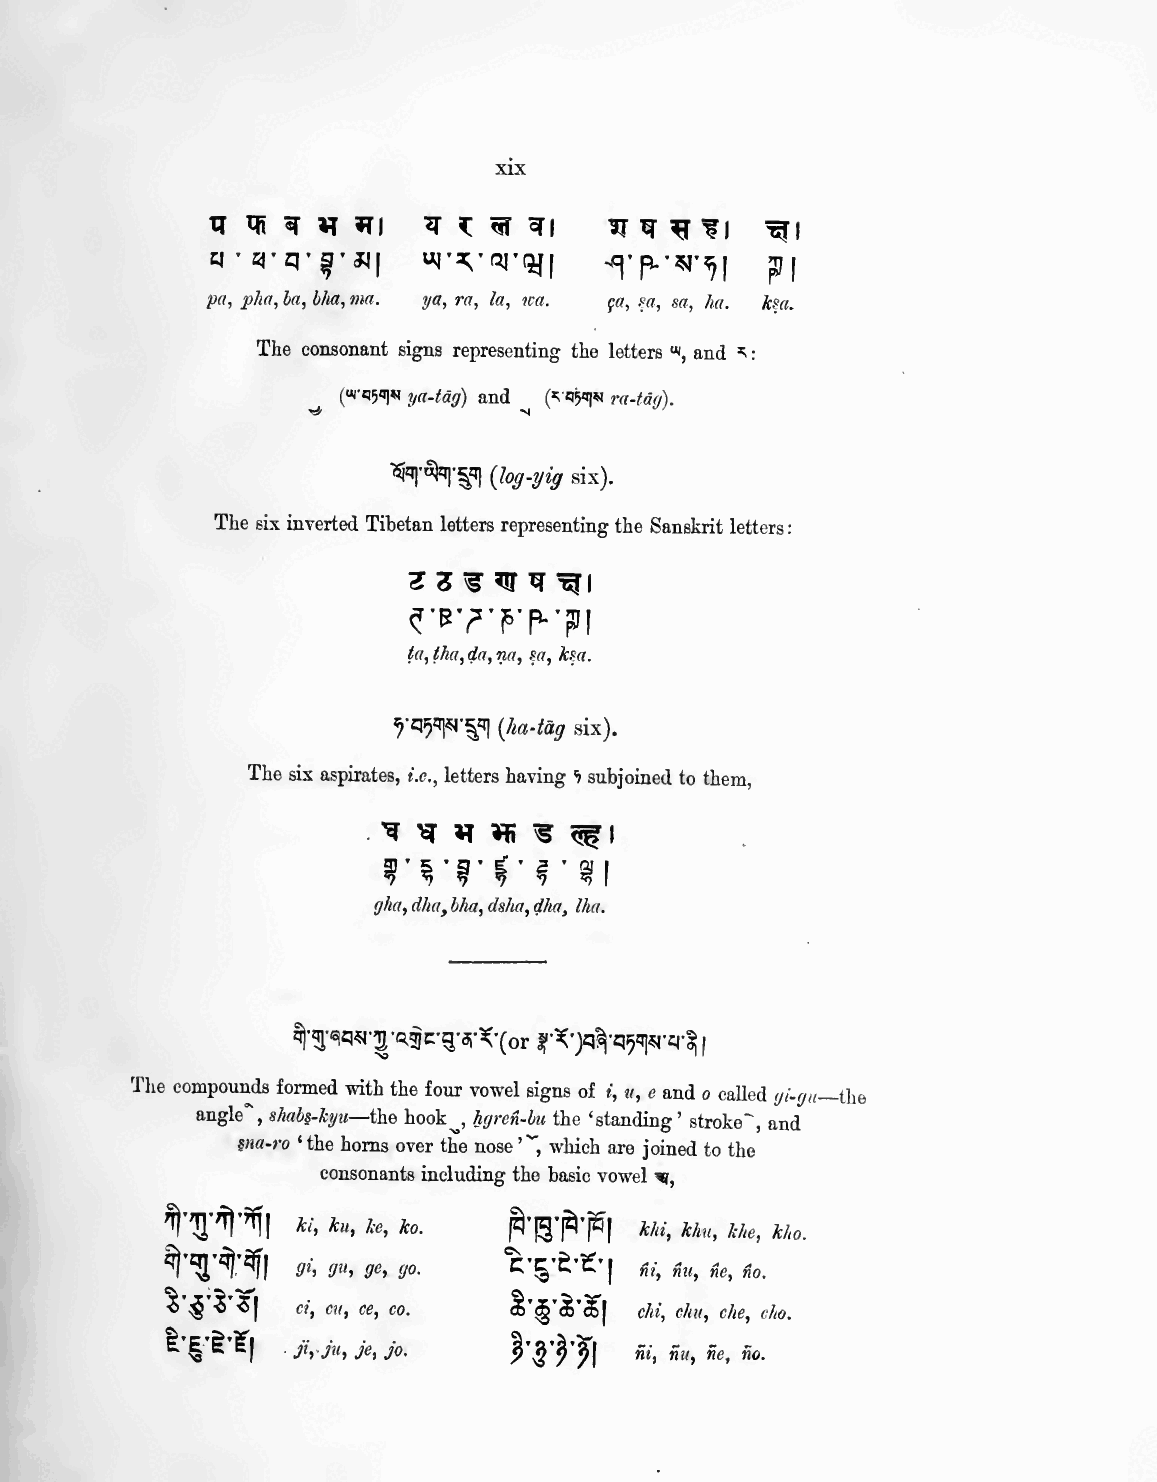 xix
प फ ब भ म। य र ल व। श ष स ह। क्ष।
པ་ཕ་བ་བྷ་མ། ཡ་ར་ལ་ཝ། ཤ་ཥ་ས་ཧ། ཀྵ།
pa, pha, ba, bha, ma. ya, ra, la, wa. ça, ṣa, sa, ha. kṣa.
The consonant signs representing the letters ཡ, and ར:
ྱ (ཡ་བཏགས ya-tāg) and ྲ (ར་བཏགས ra-tāg).
ལོག་ཡིག་དྲུག (log-yig six).
The six inverted Tibetan letters representing the Sanskrit letters:
ट ठ ड ण ष क्ष।
ཊ་ཋ་ཌ་ཎ་ཥ་ཀྵ།
ṭa, ṭha, ḍa, ṇa, ṣa, kṣa.
ཧ་བཏགས་དྲུག (ha-tāg six).
The six aspirates, i.e., letters having ཧ subjoined to them,
घ ध भ झ ड ल्ह।
གྷ་དྷ་བྷ་ཛྷ་ཌྷ་ལྷ།
gha, dha, bha, dsha, ḍha, lha.
གི་གུ་ཞབས་ཀྱུ་འགྲེང་བུ་ན་རོ་(or སྣ་རོ་)བཞི་བཏགས་པ་ནི།
The compounds formed with the four vowel signs of i, u, e and o called gi-gu—the
angle ི, shabs̱-kyu—the hook ུ, ḥgreṅ-bu the ‘standing’ stroke ེ, and
s̱na-ro ‘the horns over the nose’ ོ, which are joined to the
consonants including the basic vowel ཨ,
ཀི་ཀུ་ཀེ་ཀོ། ki, ku, ke, ko. ཁི་ཁུ་ཁེ་ཁོ། khi, khu, khe, kho.
གི་གུ་གེ་གོ། gi, gu, ge, go. ངི་ངུ་ངེ་ངོ་། ṅi, ṅu, ṅe, ṅo.
ཅི་ཅུ་ཅེ་ཅོ། ci, cu, ce, co. ཆི་ཆུ་ཆེ་ཆོ། chi, chu, che, cho.
ཇི་ཇུ་ཇེ་ཇོ། ji, ju, je, jo. ཉི་ཉུ་ཉེ་ཉོ། ñi, ñu, ñe, ño.